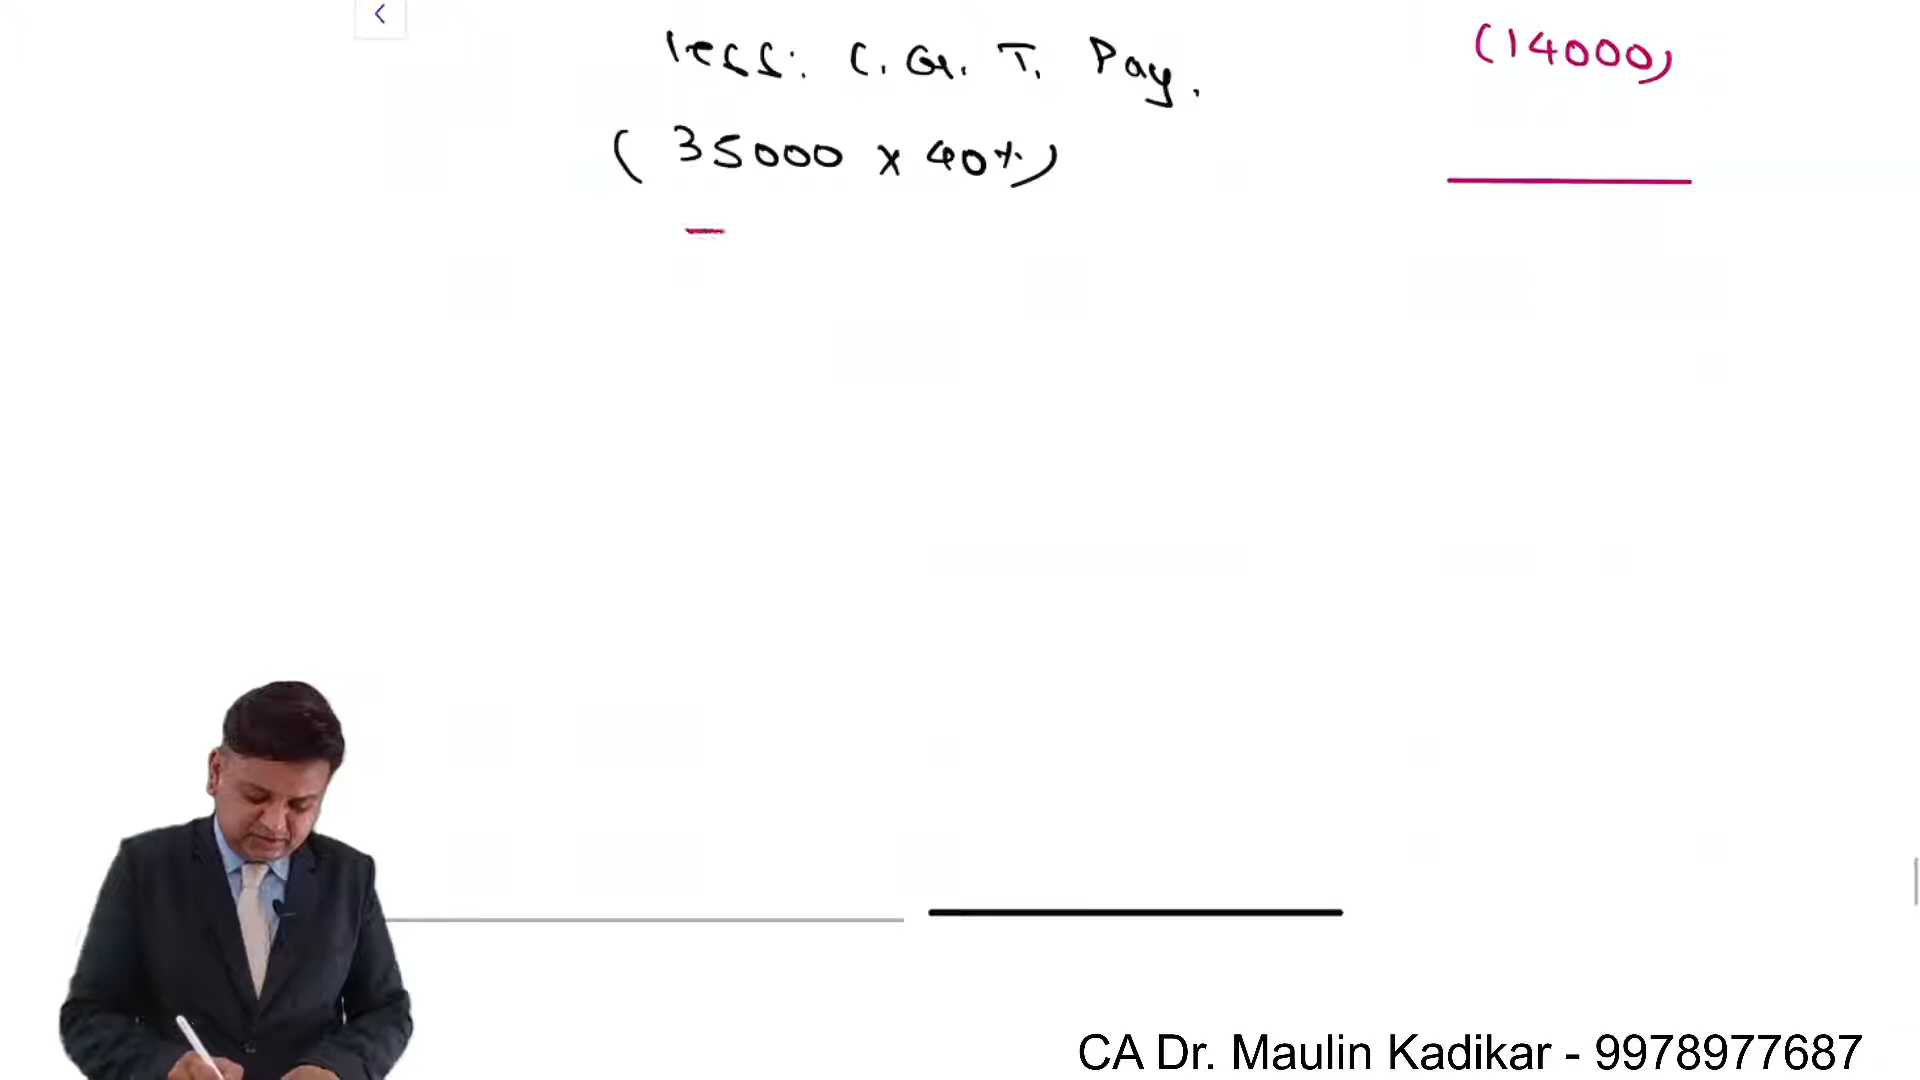 less: C. G. T. Pay. (14000)
(35000 x 40%)
CA Dr. Maulin Kadikar - 9978977687